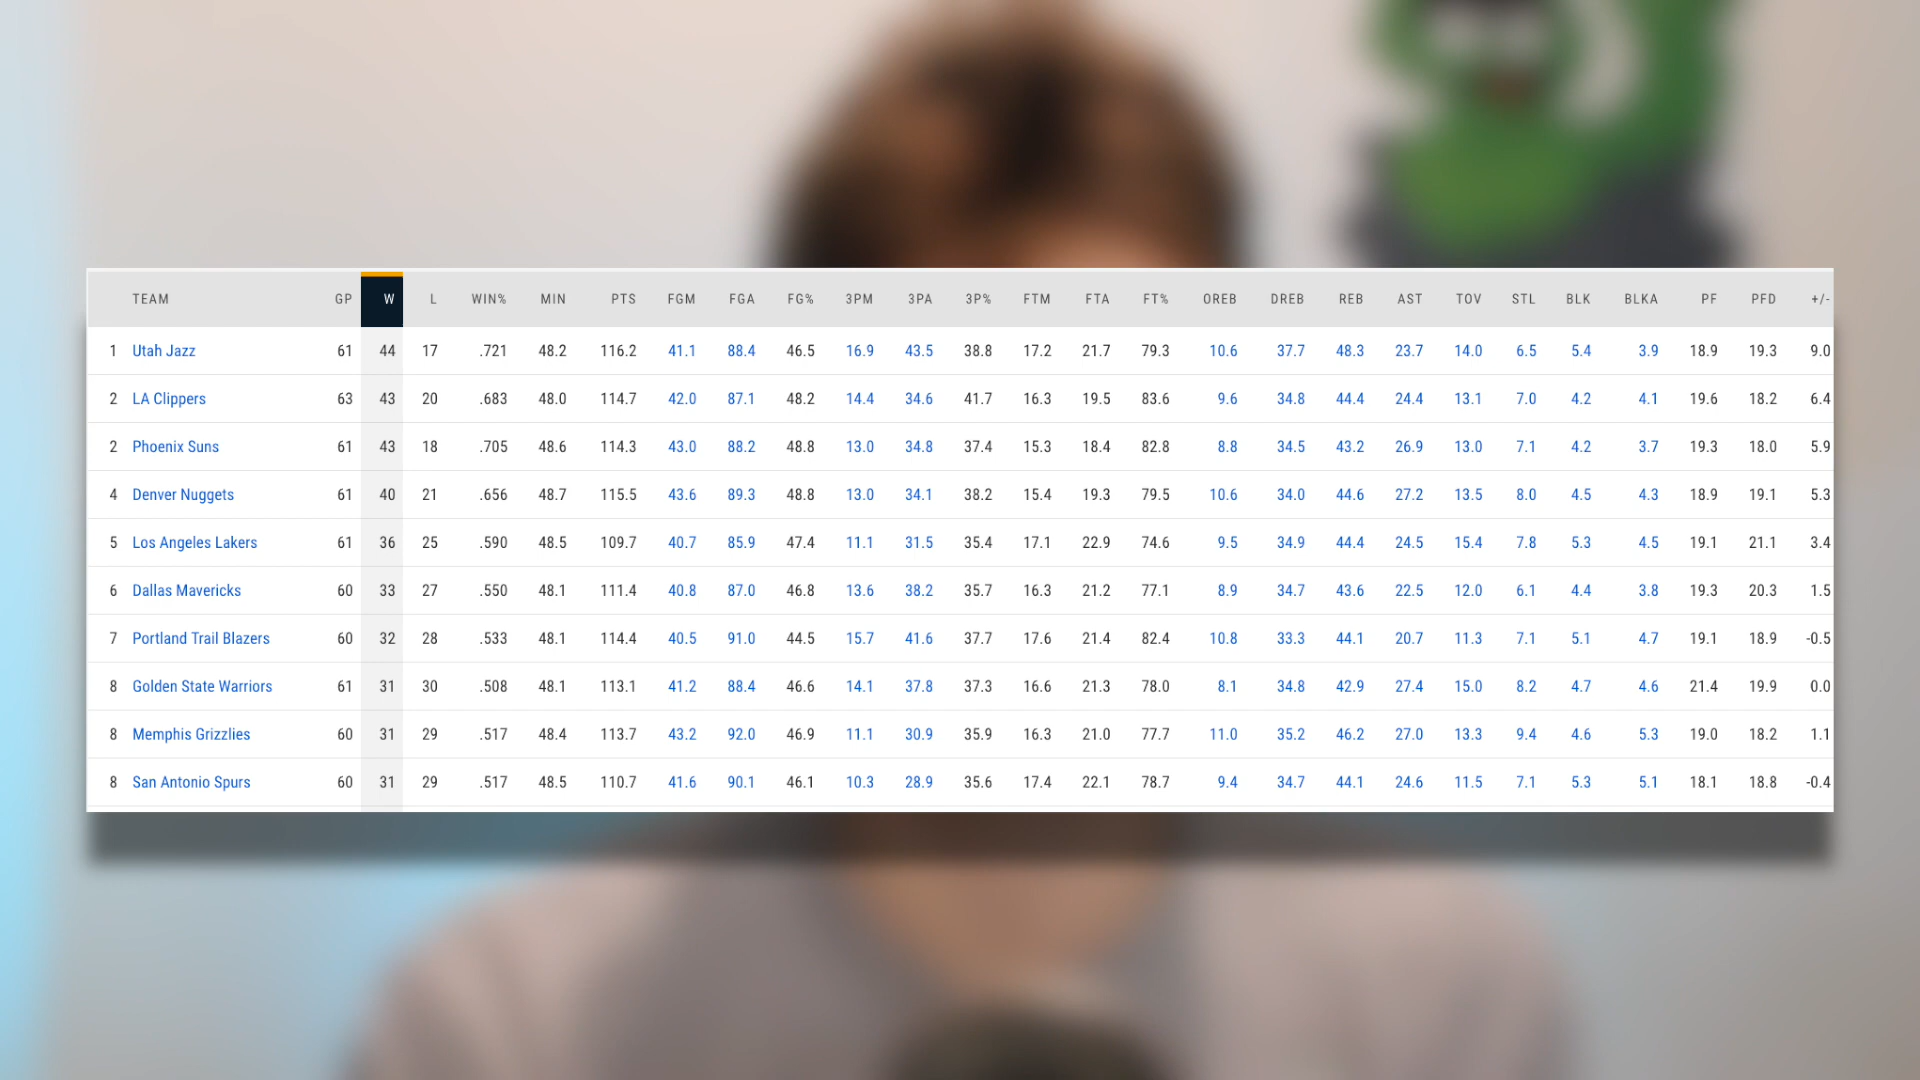 TEAM GP W L WIN% MIN PTS FGM FGA FG% 3PM 3PA 3P% FTM FTA FT% OREB DREB REB AST TOV STL BLK BLKA PF PFD +/-
1 Utah Jazz 61 44 17 .721 48.2 116.2 41.1 88.4 46.5 16.9 43.5 38.8 17.2 21.7 79.3 10.6 37.7 48.3 23.7 14.0 6.5 5.4 3.9 18.9 19.3 9.0
2 LA Clippers 63 43 20 .683 48.0 114.7 42.0 87.1 48.2 14.4 34.6 41.7 16.3 19.5 83.6 9.6 34.8 44.4 24.4 13.1 7.0 4.2 4.1 19.6 18.2 6.4
2 Phoenix Suns 61 43 18 .705 48.6 114.3 43.0 88.2 48.8 13.0 34.8 37.4 15.3 18.4 82.8 8.8 34.5 43.2 26.9 13.0 7.1 4.2 3.7 19.3 18.0 5.9
4 Denver Nuggets 61 40 21 .656 48.7 115.5 43.6 89.3 48.8 13.0 34.1 38.2 15.4 19.3 79.5 10.6 34.0 44.6 27.2 13.5 8.0 4.5 4.3 18.9 19.1 5.3
5 Los Angeles Lakers 61 36 25 .590 48.5 109.7 40.7 85.9 47.4 11.1 31.5 35.4 17.1 22.9 74.6 9.5 34.9 44.4 24.5 15.4 7.8 5.3 4.5 19.1 21.1 3.4
6 Dallas Mavericks 60 33 27 .550 48.1 111.4 40.8 87.0 46.8 13.6 38.2 35.7 16.3 21.2 77.1 8.9 34.7 43.6 22.5 12.0 6.1 4.4 3.8 19.3 20.3 1.5
7 Portland Trail Blazers 60 32 28 .533 48.1 114.4 40.5 91.0 44.5 15.7 41.6 37.7 17.6 21.4 82.4 10.8 33.3 44.1 20.7 11.3 7.1 5.1 4.7 19.1 18.9 -0.5
8 Golden State Warriors 61 31 30 .508 48.1 113.1 41.2 88.4 46.6 14.1 37.8 37.3 16.6 21.3 78.0 8.1 34.8 42.9 27.4 15.0 8.2 4.7 4.6 21.4 19.9 0.0
8 Memphis Grizzlies 60 31 29 .517 48.4 113.7 43.2 92.0 46.9 11.1 30.9 35.9 16.3 21.0 77.7 11.0 35.2 46.2 27.0 13.3 9.4 4.6 5.3 19.0 18.2 1.1
8 San Antonio Spurs 60 31 29 .517 48.5 110.7 41.6 90.1 46.1 10.3 28.9 35.6 17.4 22.1 78.7 9.4 34.7 44.1 24.6 11.5 7.1 5.3 5.1 18.1 18.8 -0.4